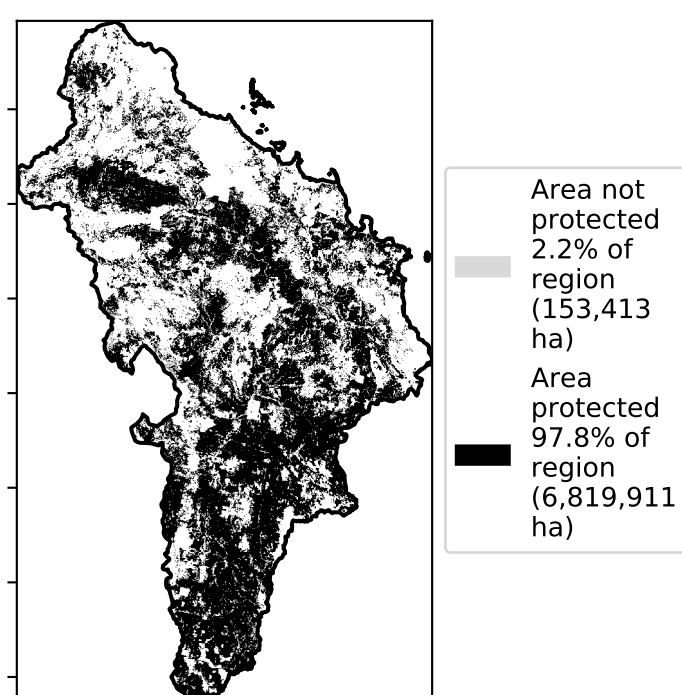 Area not
protected
2.2% of
region
(153,413
ha)
Area
protected
97.8% of
region
(6,819,911
ha)